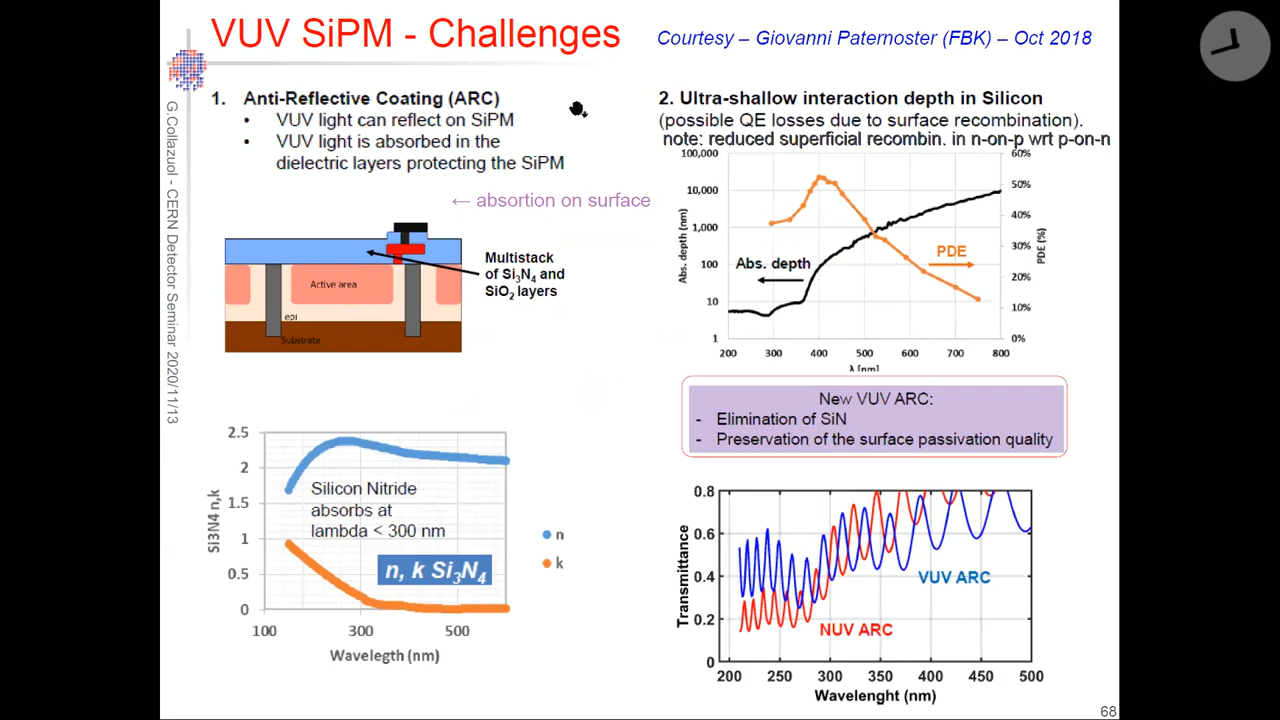 VUV SiPM - Challenges
Courtesy – Giovanni Paternoster (FBK) – Oct 2018
G.Collazuol - CERN Detector Seminar 2020/11/13
1. Anti-Reflective Coating (ARC)
• VUV light can reflect on SiPM
• VUV light is absorbed in the
dielectric layers protecting the SiPM
← absortion on surface
Multistack
of Si3N4 and
SiO2 layers
Active area
epi
Substrate
2.5
2
1.5
1
0.5
0
Si3N4 n,k
Silicon Nitride
absorbs at
lambda < 300 nm
n, k Si3N4
n
k
100 300 500
Wavelegth (nm)
2. Ultra-shallow interaction depth in Silicon
(possible QE losses due to surface recombination).
note: reduced superficial recombin. in n-on-p wrt p-on-n
100,000
10,000
1,000
100
10
1
Abs. depth (nm)
Abs. depth
PDE
60%
50%
40%
30%
20%
10%
0%
PDE (%)
200 300 400 500 600 700 800
λ [nm]
New VUV ARC:
- Elimination of SiN
- Preservation of the surface passivation quality
0.8
0.6
0.4
0.2
0
Transmittance
VUV ARC
NUV ARC
200 250 300 350 400 450 500
Wavelenght (nm)
68